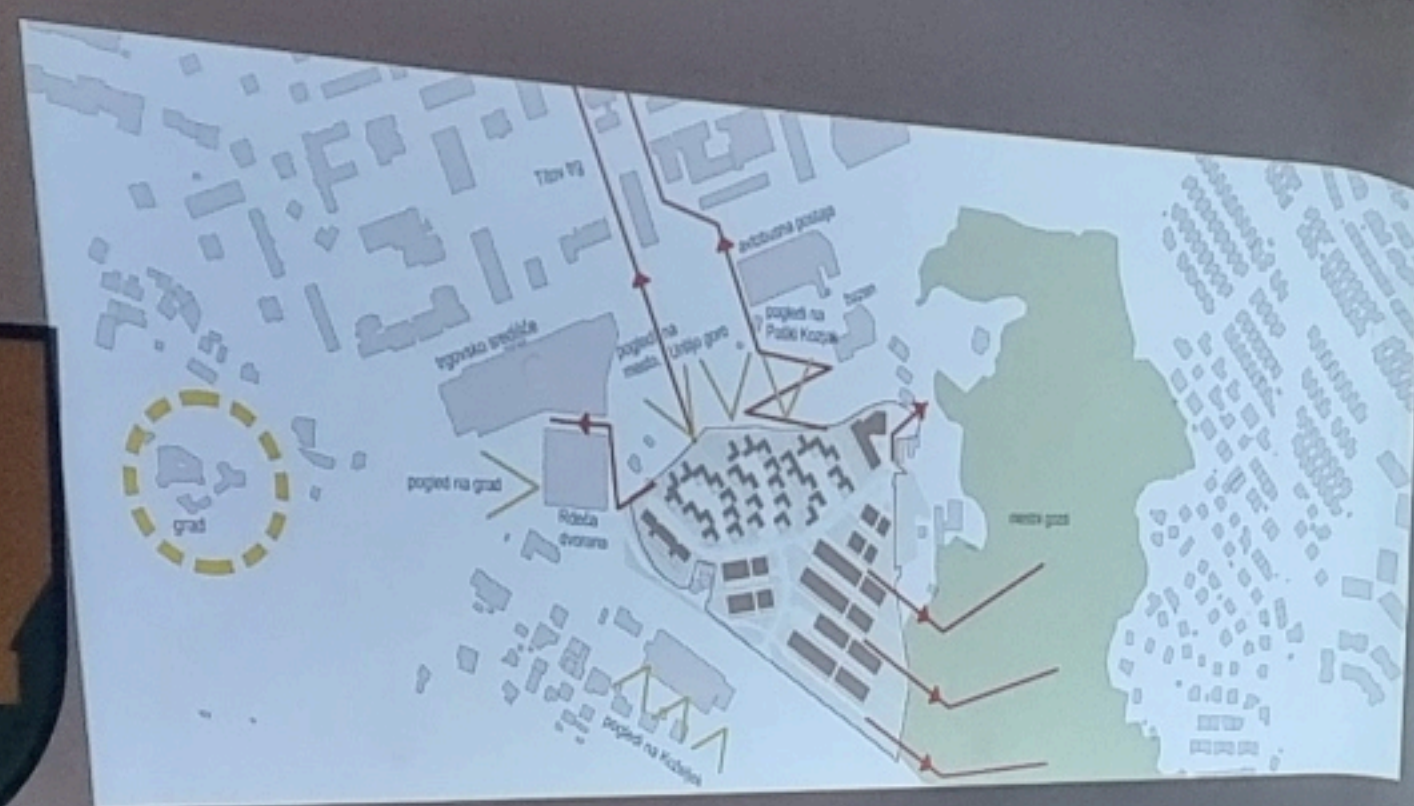 Titov trg
avtobusna postaja
bazen
pogledi na
Paški Kozjak
trgovsko središče
pogledi na
mesto
Uršljo goro
pogled na grad
grad
Rdeča
dvorana
mestni gozd
pogledi na Koželjek